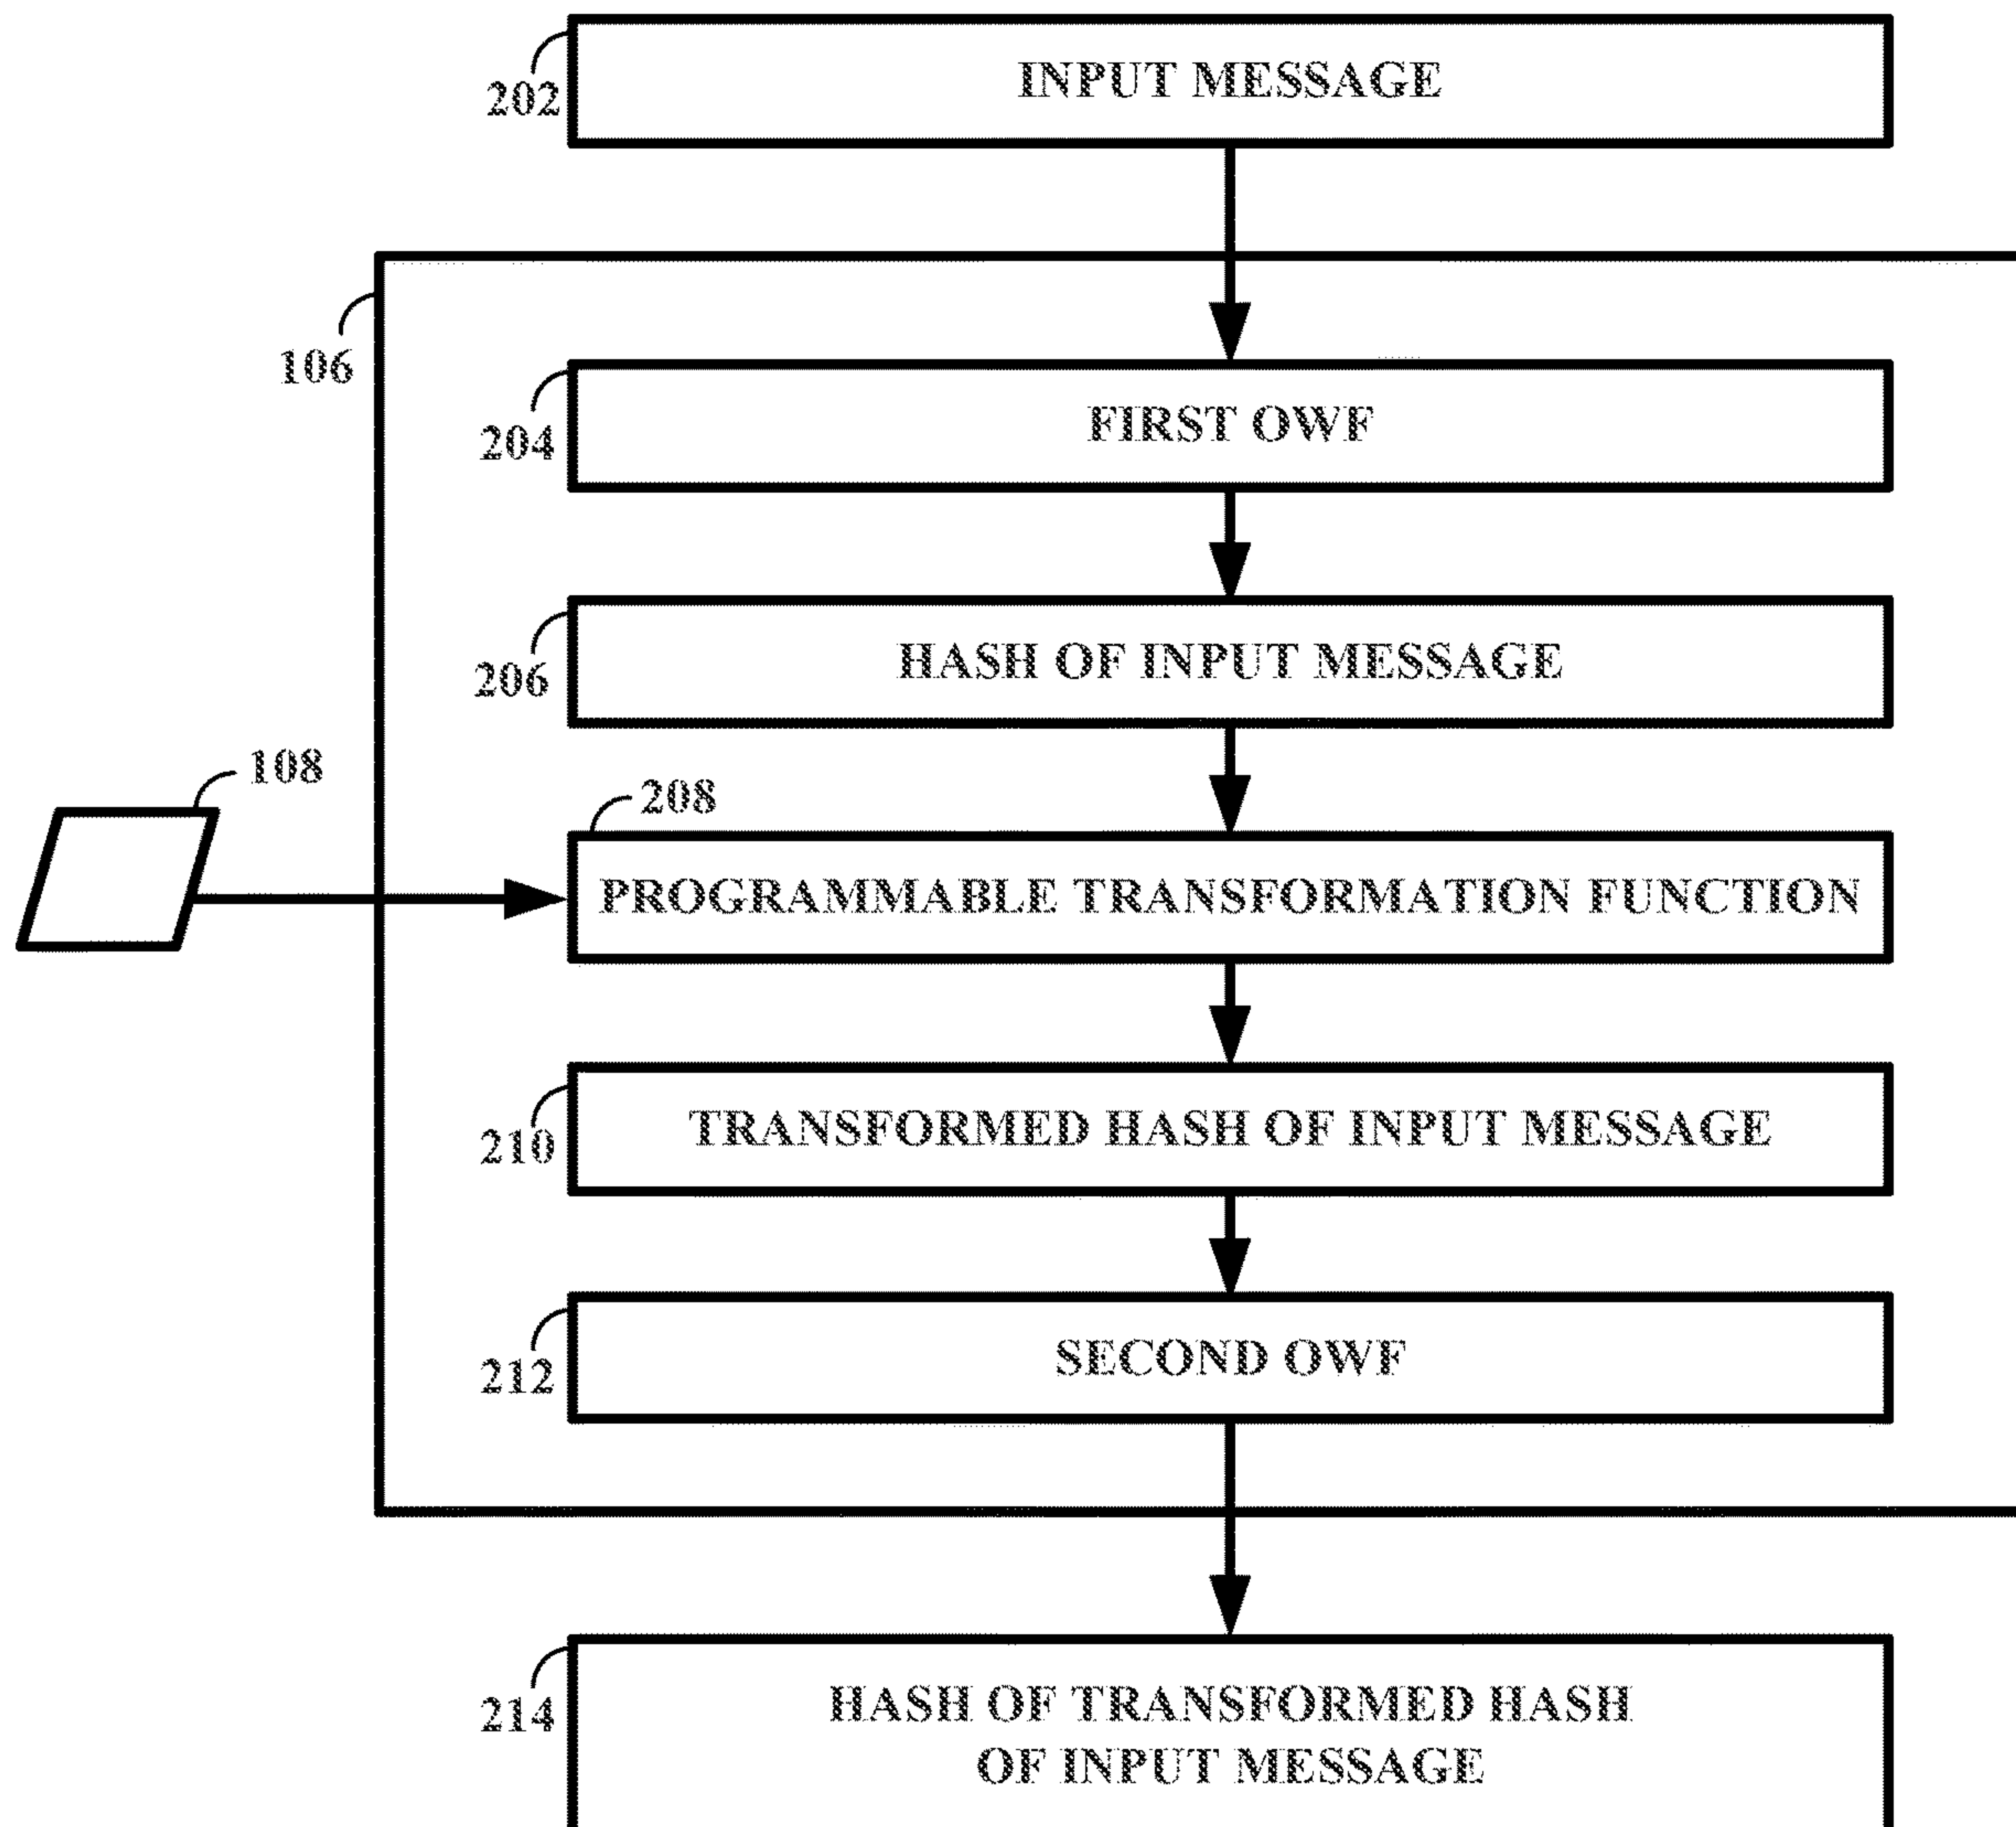 INPUT MESSAGE
202
106
FIRST OWF
204
HASH OF INPUT MESSAGE
206
108
208
PROGRAMMABLE TRANSFORMATION FUNCTION
TRANSFORMED HASH OF INPUT MESSAGE
210
SECOND OWF
212
214
HASH OF TRANSFORMED HASH
OF INPUT MESSAGE